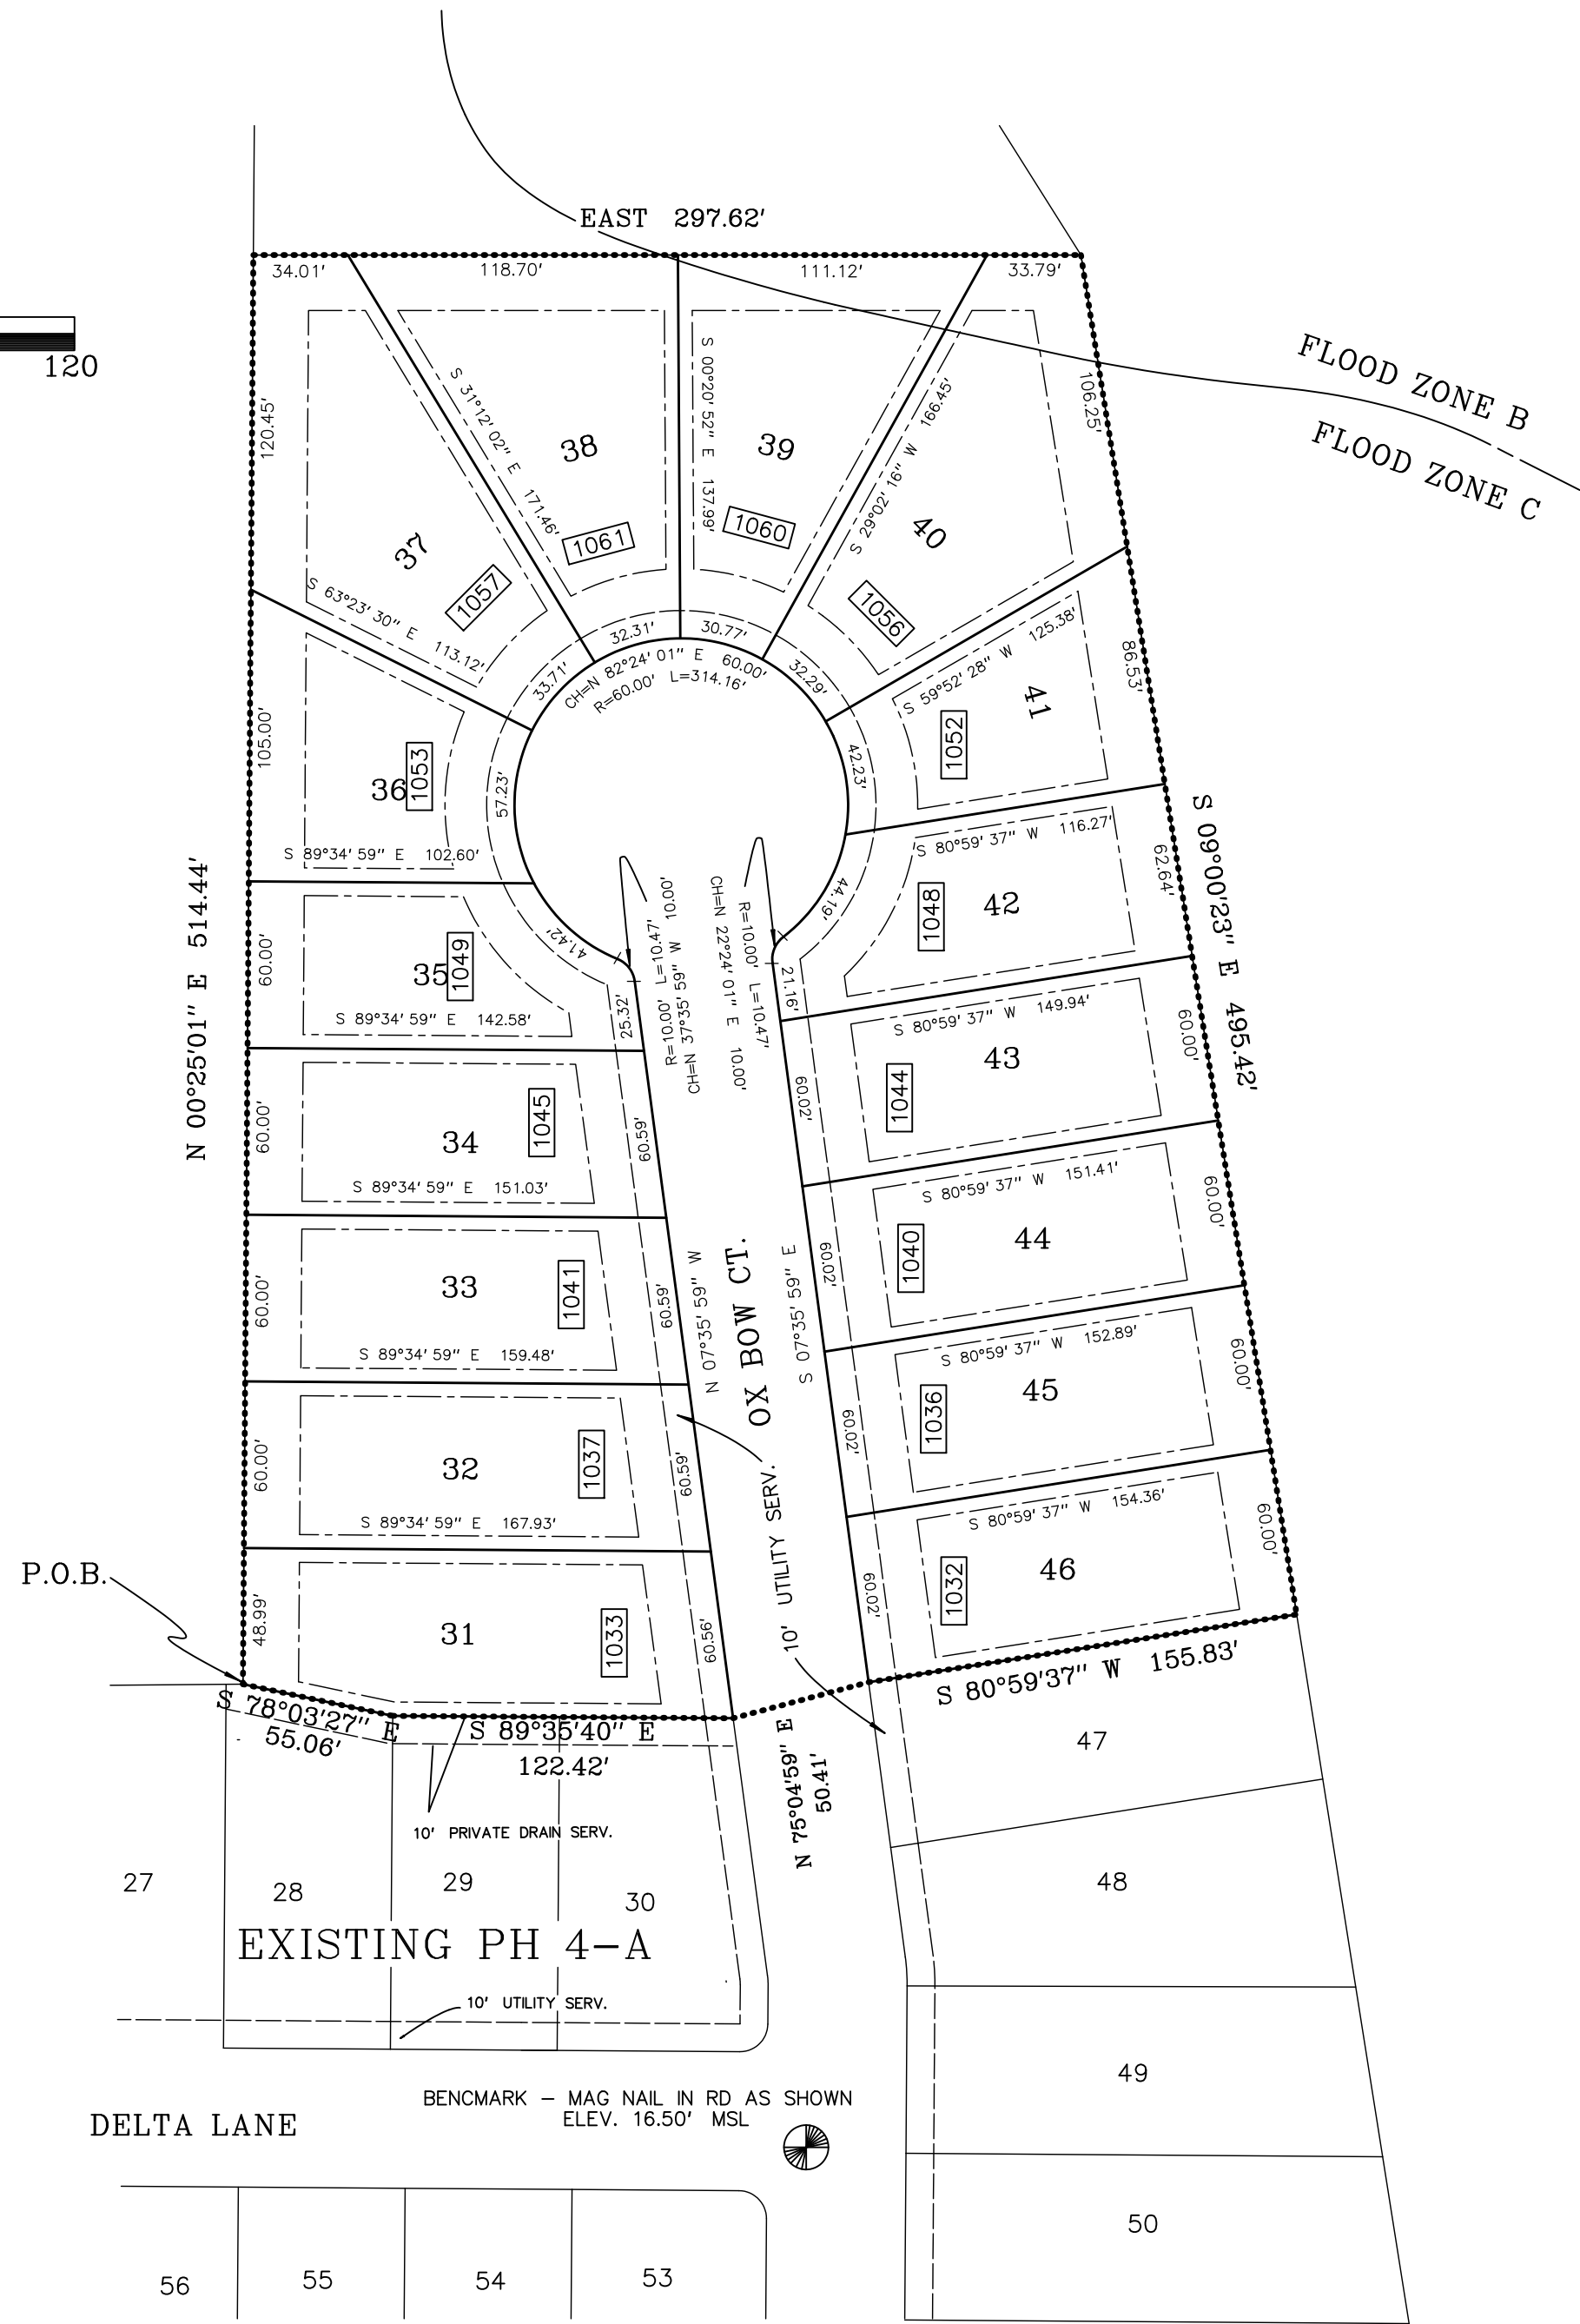 EAST 297.62'
34.01'
118.70'
111.12'
33.79'
120
FLOOD ZONE B
FLOOD ZONE C
120.45'
S 31°12' 02" E 171.46'
38
1061
S 00°20' 52" E 137.99'
39
1060
S 29°02' 16" W 166.45'
40
1056
106.25'
37
1057
S 63°23' 30" E 113.12'
33.71'
32.31'
30.77'
32.29'
CH=N 82°24' 01" E 60.00'
R=60.00' L=314.16'
S 59°52' 28" W 125.38'
41
1052
86.53'
105.00'
36
1053
57.23'
42.23'
S 89°34' 59" E 102.60'
S 80°59' 37" W 116.27'
62.64'
42
1048
44.19'
S 09°00'23" E 495.42'
N 00°25'01" E 514.44'
60.00'
35
1049
41.42'
S 89°34' 59" E 142.58'
25.32'
R=10.00' L=10.47'
CH=N 37°35' 59" W 10.00'
R=10.00' L=10.47'
CH=N 22°24' 01" E 10.00'
21.16'
S 80°59' 37" W 149.94'
60.00'
43
1044
60.02'
60.00'
34
1045
60.59'
S 89°34' 59" E 151.03'
S 80°59' 37" W 151.41'
60.00'
44
1040
60.02'
60.00'
33
1041
60.59'
S 89°34' 59" E 159.48'
N 07°35' 59" W
OX BOW CT.
S 07°35' 59" E
S 80°59' 37" W 152.89'
60.00'
45
1036
60.02'
60.00'
32
1037
60.59'
S 89°34' 59" E 167.93'
10' UTILITY SERV.
S 80°59' 37" W 154.36'
60.00'
46
1032
60.02'
P.O.B.
48.99'
31
1033
60.56'
S 80°59'37" W 155.83'
S 78°03'27" E
55.06'
S 89°35'40" E
122.42'
N 75°04'59" E
50.41'
47
10' PRIVATE DRAIN SERV.
27
28
29
30
48
EXISTING PH 4-A
10' UTILITY SERV.
49
BENCMARK - MAG NAIL IN RD AS SHOWN
ELEV. 16.50' MSL
DELTA LANE
50
56
55
54
53